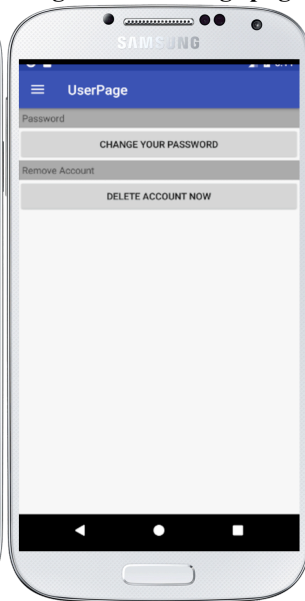 SAMSUNG
UserPage
Password
CHANGE YOUR PASSWORD
Remove Account
DELETE ACCOUNT NOW